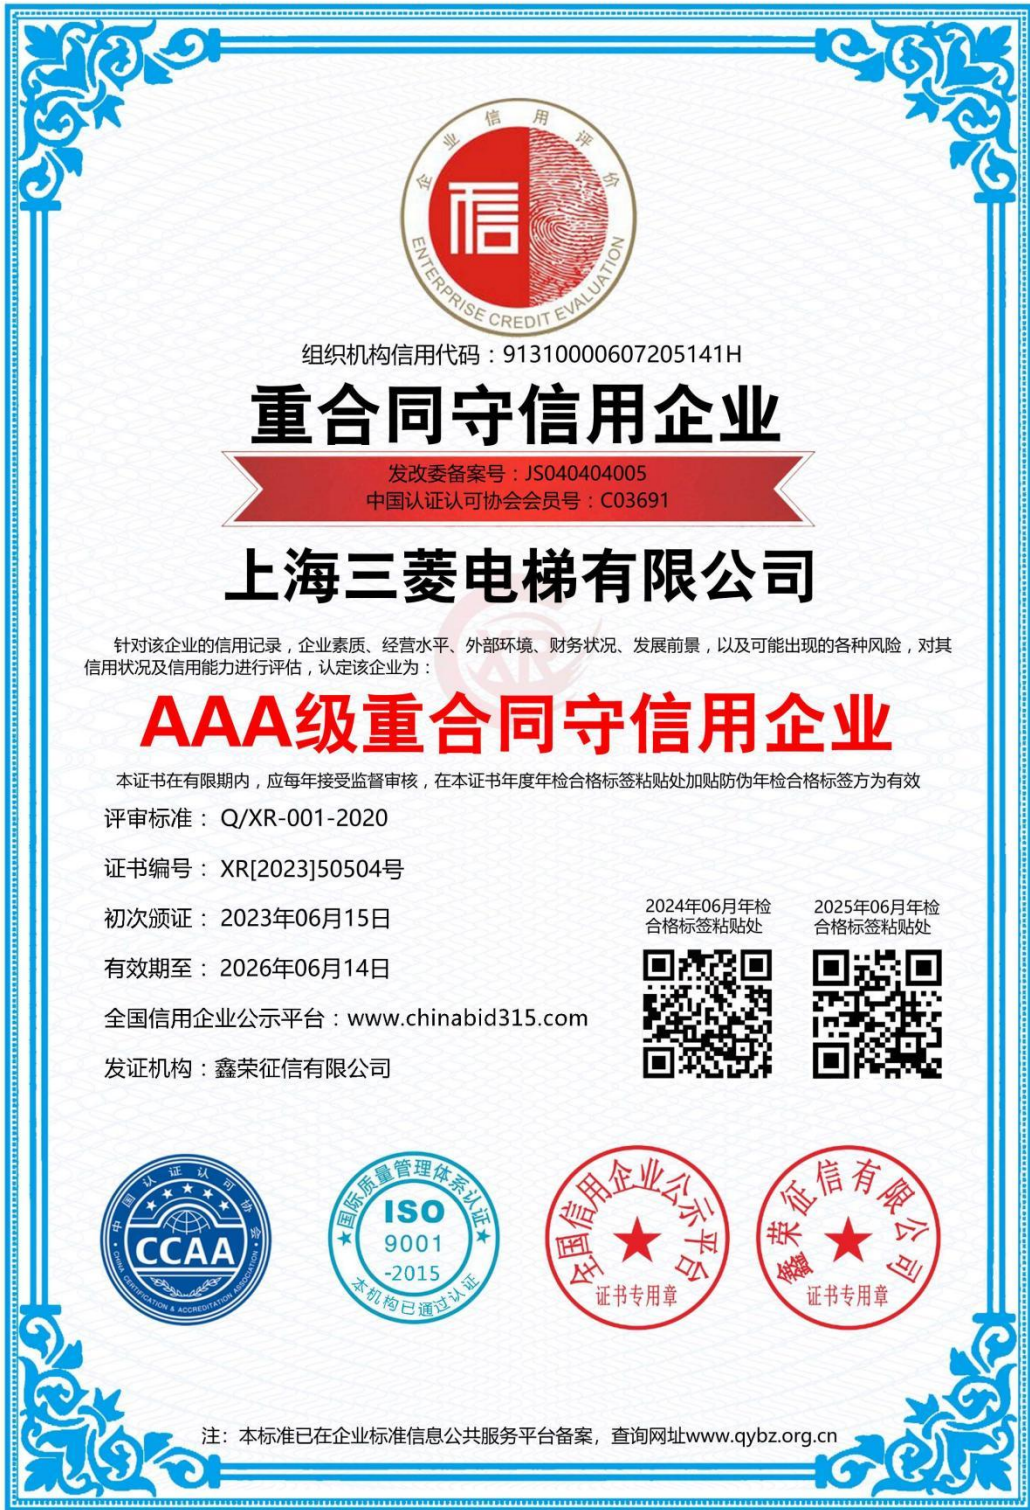 企业信用评价
信
ENTERPRISE CREDIT EVALUATION
组织机构信用代码：91310000607205141H
重合同守信用企业
发改委备案号：JS040404005
中国认证认可协会会员号：C03691
上海三菱电梯有限公司
XR
针对该企业的信用记录，企业素质、经营水平、外部环境、财务状况、发展前景，以及可能出现的各种风险，对其
信用状况及信用能力进行评估，认定该企业为：
AAA级重合同守信用企业
本证书在有限期内，应每年接受监督审核，在本证书年度年检合格标签粘贴处加贴防伪年检合格标签方为有效
评审标准： Q/XR-001-2020
证书编号： XR[2023]50504号
初次颁证： 2023年06月15日
有效期至： 2026年06月14日
全国信用企业公示平台：www.chinabid315.com
发证机构：鑫荣征信有限公司
2024年06月年检
合格标签粘贴处
2025年06月年检
合格标签粘贴处
中国认证认可协会
CCAA
CHINA CERTIFICATION & ACCREDITATION ASSOCIATION
国际质量管理体系认证
ISO
9001
-2015
本机构已通过认证
全国信用企业公示平台
证书专用章
鑫荣征信有限公司
证书专用章
注：本标准已在企业标准信息公共服务平台备案，查询网址www.qybz.org.cn